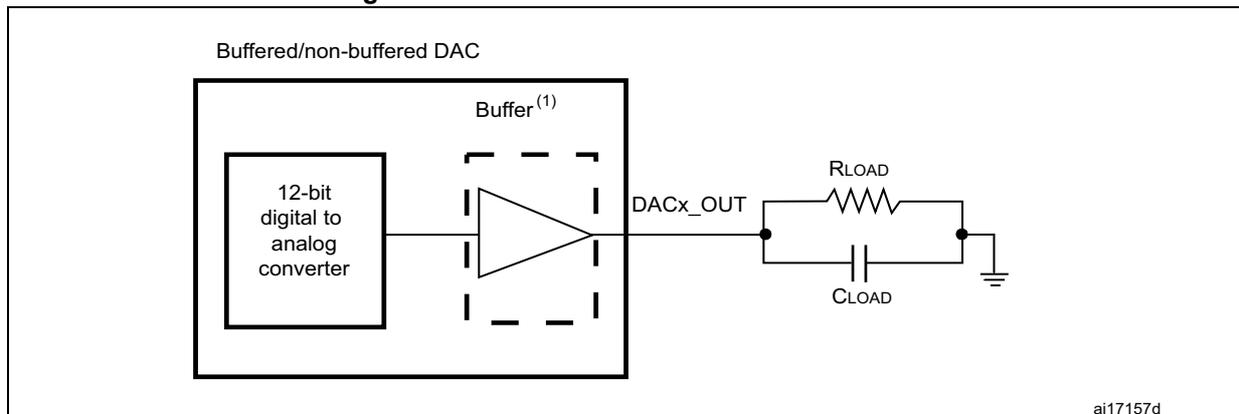 Buffered/non-buffered DAC
Buffer(1)
12-bit
digital to
analog
converter
DACx_OUT
RLOAD
CLOAD
ai17157d